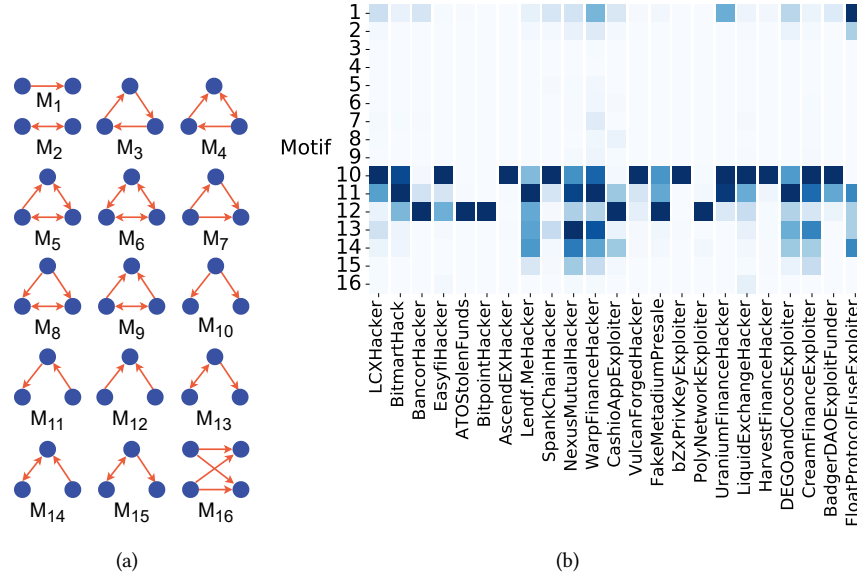 M1
M2
M3
M4
M5
M6
M7
M8
M9
M10
M11
M12
M13
M14
M15
M16
(a)
Motif
1
2
3
4
5
6
7
8
9
10
11
12
13
14
15
16
LCXHacker
BitmartHack
BancorHacker
EasyfiHacker
ATOStolenFunds
BitpointHacker
AscendEXHacker
Lendf.MeHacker
SpankChainHacker
NexusMutualHacker
WarpFinanceHacker
CashioAppExploiter
VulcanForgedHacker
FakeMetadiumPresale
bZxPrivKeyExploiter
PolyNetworkExploiter
UraniumFinanceHacker
LiquidExchangeHacker
HarvestFinanceHacker
DEGOandCocosExploiter
CreamFinanceExploiter
BadgerDAOExploitFunder
FloatProtocolFuseExploiter
(b)